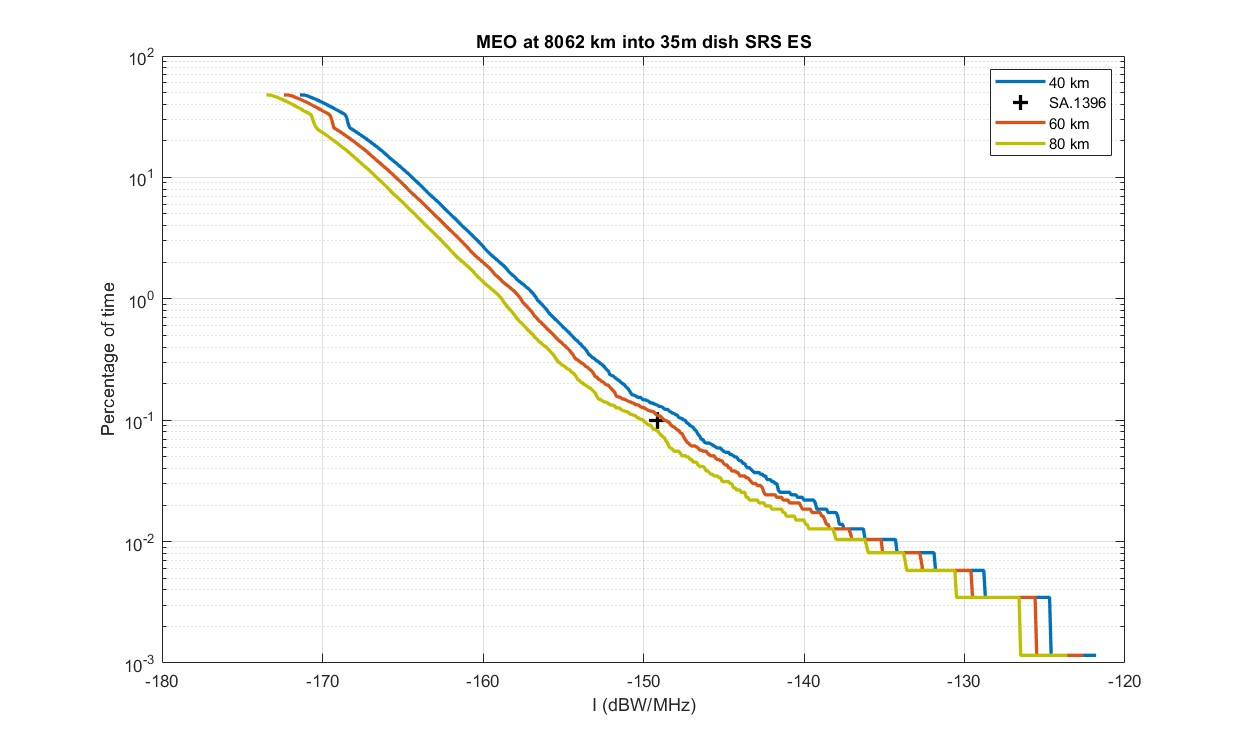 MEO at 8062 km into 35m dish SRS ES
10^2
10^1
10^0
10^-1
10^-2
10^-3
Percentage of time
40 km
SA.1396
60 km
80 km
-180 -170 -160 -150 -140 -130 -120
I (dBW/MHz)